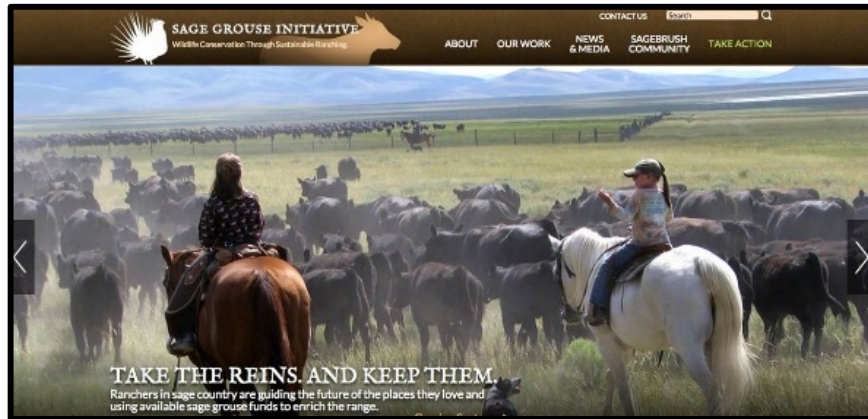 CONTACT US Search
SAGE GROUSE INITIATIVE
Wildlife Conservation Through Sustainable Ranching.
ABOUT OUR WORK NEWS & MEDIA SAGEBRUSH COMMUNITY TAKE ACTION
TAKE THE REINS. AND KEEP THEM.
Ranchers in sage country are guiding the future of the places they love and
using available sage grouse funds to enrich the range.